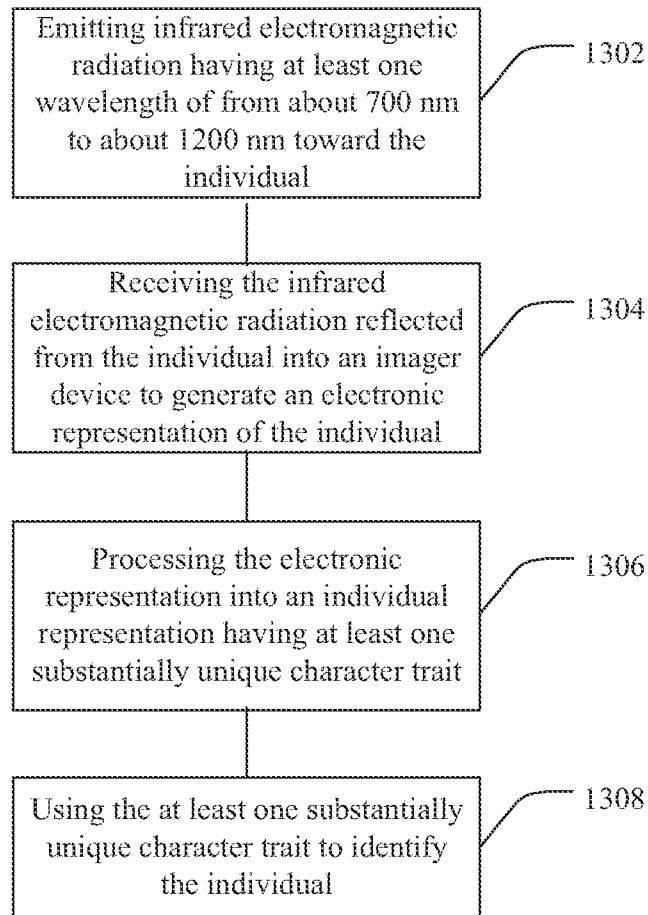 Emitting infrared electromagnetic
radiation having at least one
wavelength of from about 700 nm
to about 1200 nm toward the
individual
1302
Receiving the infrared
electromagnetic radiation reflected
from the individual into an imager
device to generate an electronic
representation of the individual
1304
Processing the electronic
representation into an individual
representation having at least one
substantially unique character trait
1306
Using the at least one substantially
unique character trait to identify
the individual
1308